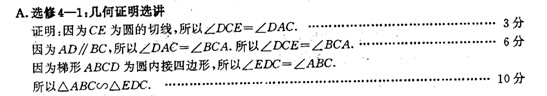 A.选修4—1:几何证明选讲
证明:因为CE为圆的切线,所以∠DCE=∠DAC. ………………………………………… 3分
因为AD∥BC,所以∠DAC=∠BCA.所以∠DCE=∠BCA. ………………………………… 6分
因为梯形ABCD为圆内接四边形,所以∠EDC=∠ABC.
所以△ABC∽△EDC. ………………………………………………………………… 10分